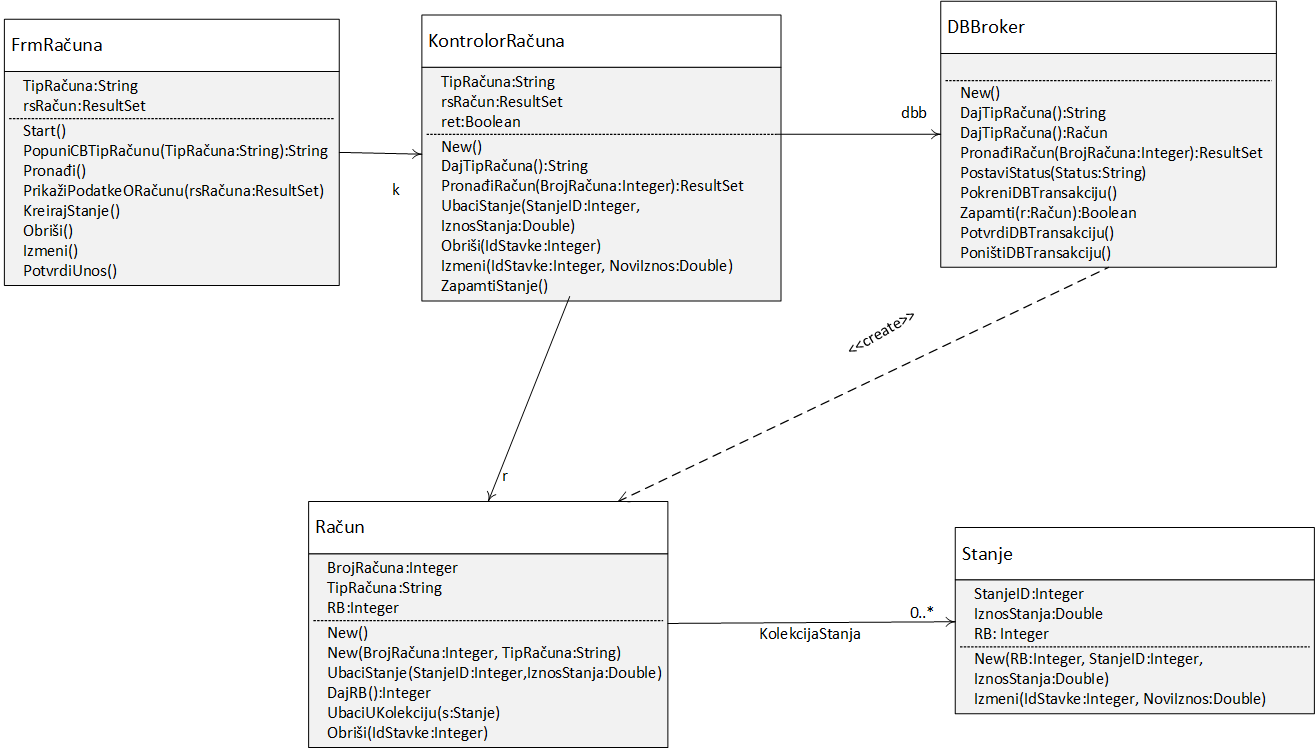 FrmRačuna
TipRačuna:String
rsRačun:ResultSet
Start()
PopuniCBTipRačunu(TipRačuna:String):String
Pronađi()
PrikažiPodatkeORačunu(rsRačuna:ResultSet)
KreirajStanje()
Obriši()
Izmeni()
PotvrdiUnos()
k
KontrolorRačuna
TipRačuna:String
rsRačun:ResultSet
ret:Boolean
New()
DajTipRačuna():String
PronađiRačun(BrojRačuna:Integer):ResultSet
UbaciStanje(StanjeID:Integer,
IznosStanja:Double)
Obriši(IdStavke:Integer)
Izmeni(IdStavke:Integer, NoviIznos:Double)
ZapamtiStanje()
dbb
DBBroker
New()
DajTipRačuna():String
DajTipRačuna():Račun
PronađiRačun(BrojRačuna:Integer):ResultSet
PostaviStatus(Status:String)
PokreniDBTransakciju()
Zapamti(r:Račun):Boolean
PotvrdiDBTransakciju()
PoništiDBTransakciju()
<<create>>
r
Račun
BrojRačuna:Integer
TipRačuna:String
RB:Integer
New()
New(BrojRačuna:Integer, TipRačuna:String)
UbaciStanje(StanjeID:Integer,IznosStanja:Double)
DajRB():Integer
UbaciUKolekciju(s:Stanje)
Obriši(IdStavke:Integer)
0..*
KolekcijaStanja
Stanje
StanjeID:Integer
IznosStanja:Double
RB: Integer
New(RB:Integer, StanjeID:Integer,
IznosStanja:Double)
Izmeni(IdStavke:Integer, NoviIznos:Double)